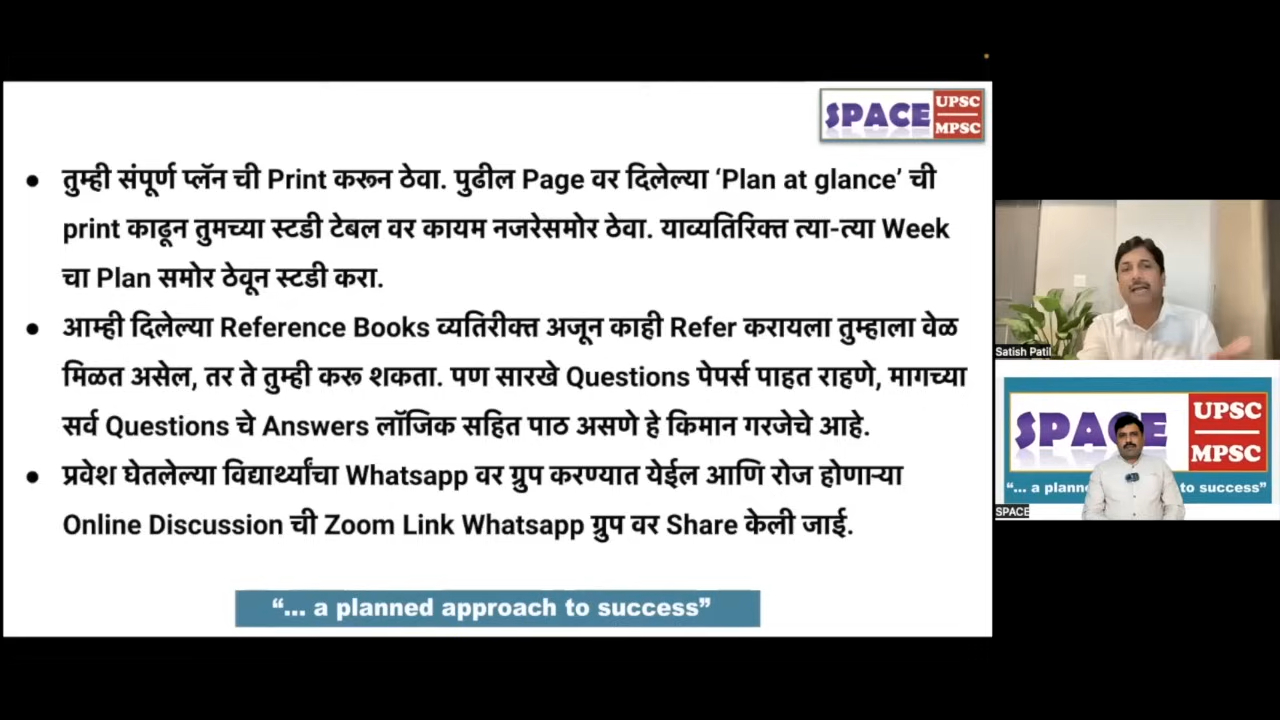 SPACE UPSC MPSC
• तुम्ही संपूर्ण प्लॅन ची Print करून ठेवा. पुढील Page वर दिलेल्या ‘Plan at glance’ ची
print काढून तुमच्या स्टडी टेबल वर कायम नजरेसमोर ठेवा. याव्यतिरिक्त त्या-त्या Week
चा Plan समोर ठेवून स्टडी करा.
• आम्ही दिलेल्या Reference Books व्यतिरीक्त अजून काही Refer करायला तुम्हाला वेळ
मिळत असेल, तर ते तुम्ही करू शकता. पण सारखे Questions पेपर्स पाहत राहणे, मागच्या
सर्व Questions चे Answers लॉजिक सहित पाठ असणे हे किमान गरजेचे आहे.
• प्रवेश घेतलेल्या विद्यार्थ्यांचा Whatsapp वर ग्रुप करण्यात येईल आणि रोज होणाऱ्या
Online Discussion ची Zoom Link Whatsapp ग्रुप वर Share केली जाई.
“... a planned approach to success”
Satish Patil
SPACE UPSC MPSC
“... a planne to success”
SPACE